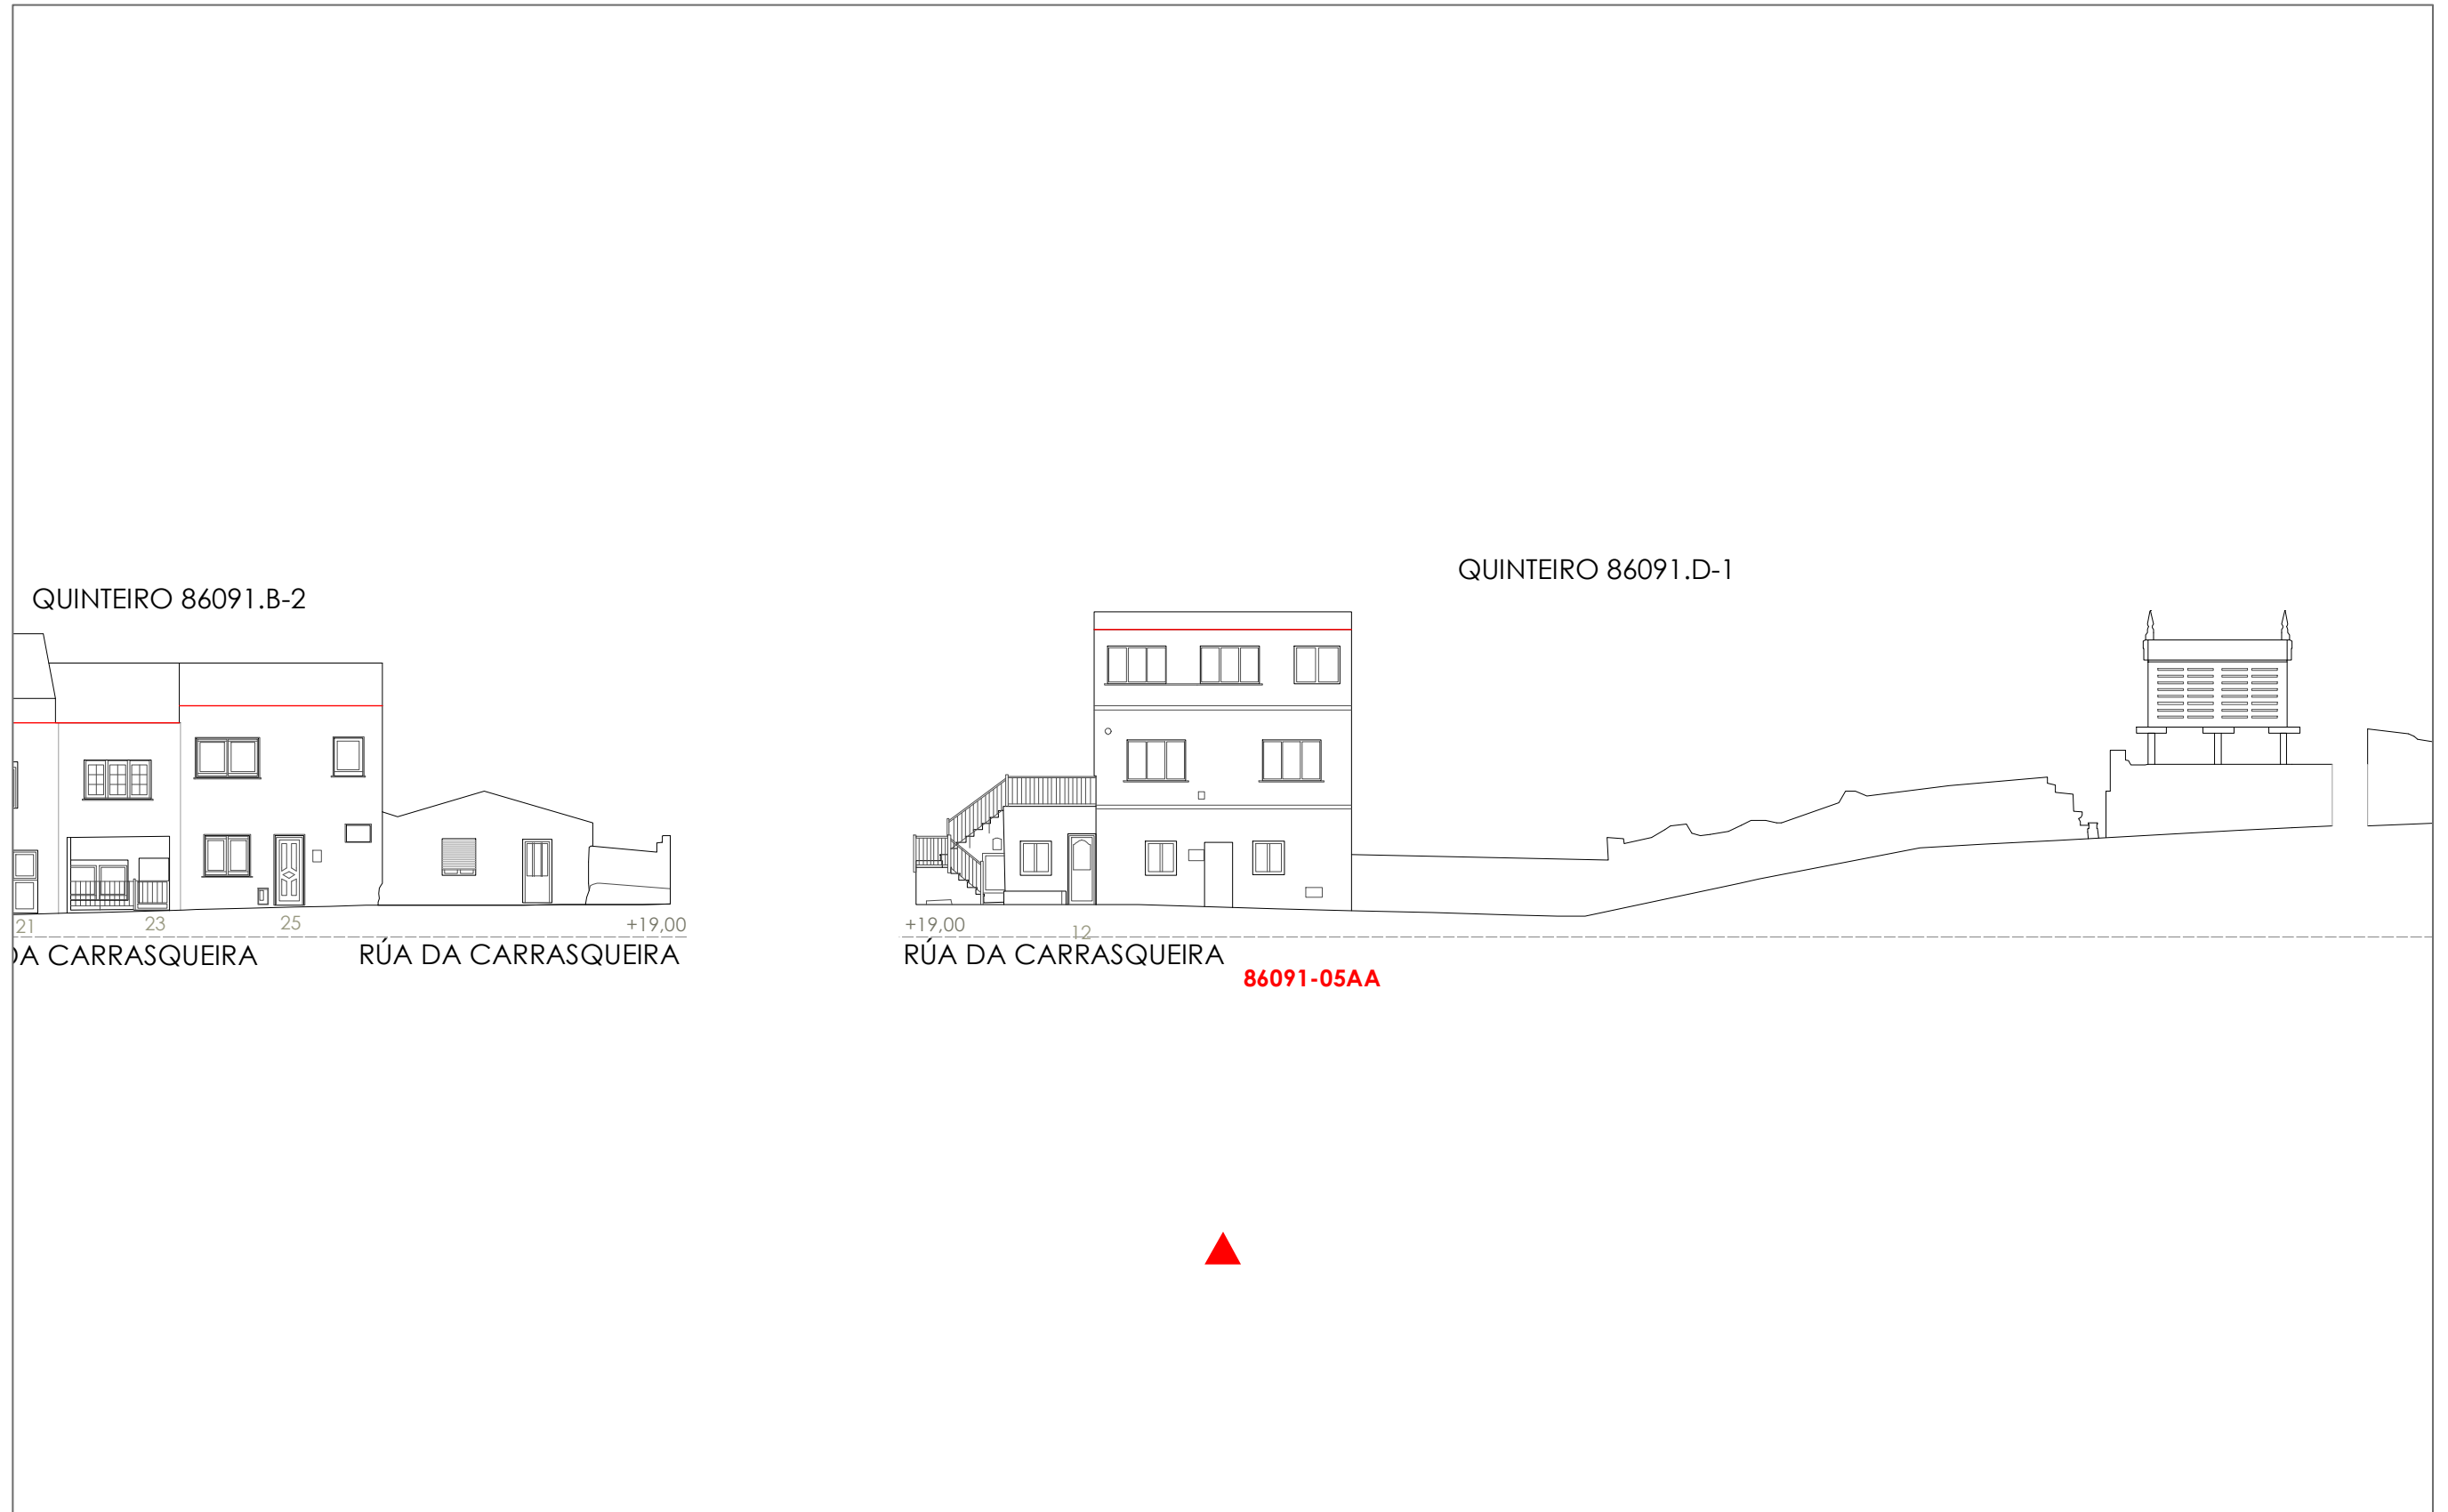 QUINTEIRO 86091.D-1
QUINTEIRO 86091.B-2
21
23
25
+19,00
+19,00
12
DA CARRASQUEIRA
RÚA DA CARRASQUEIRA
RÚA DA CARRASQUEIRA
86091-05AA